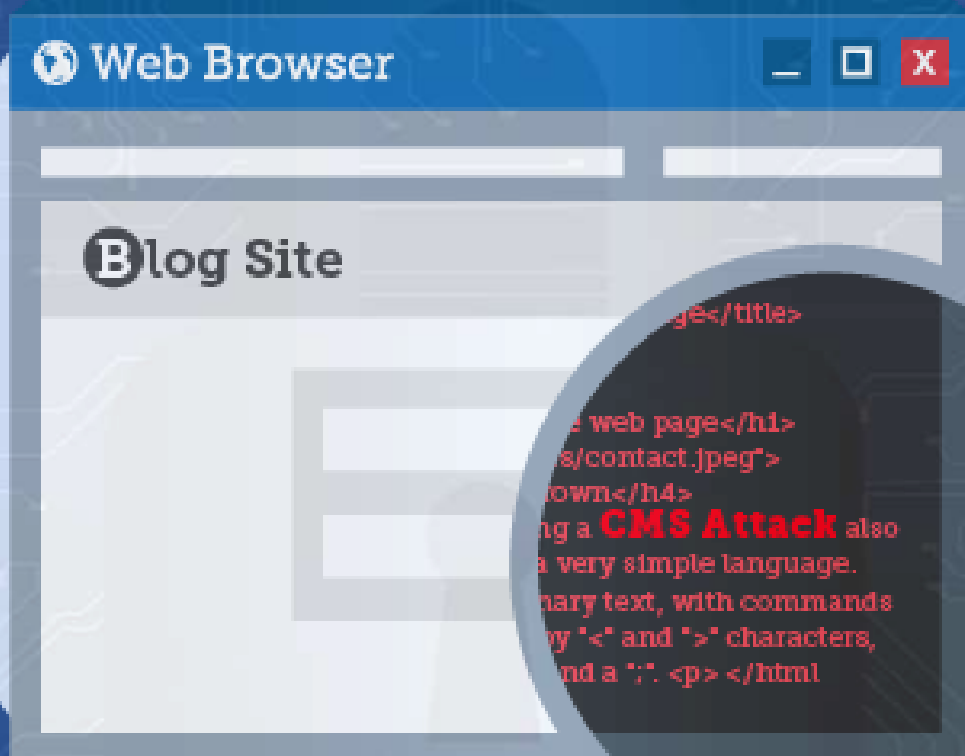 Web Browser
X
Blog Site
ge</title>
web page</h1>
s/contact.jpeg">
own</h4>
ng a CMS Attack also
a very simple language.
nary text, with commands
by "<" and ">" characters,
nd a ";". <p> </html